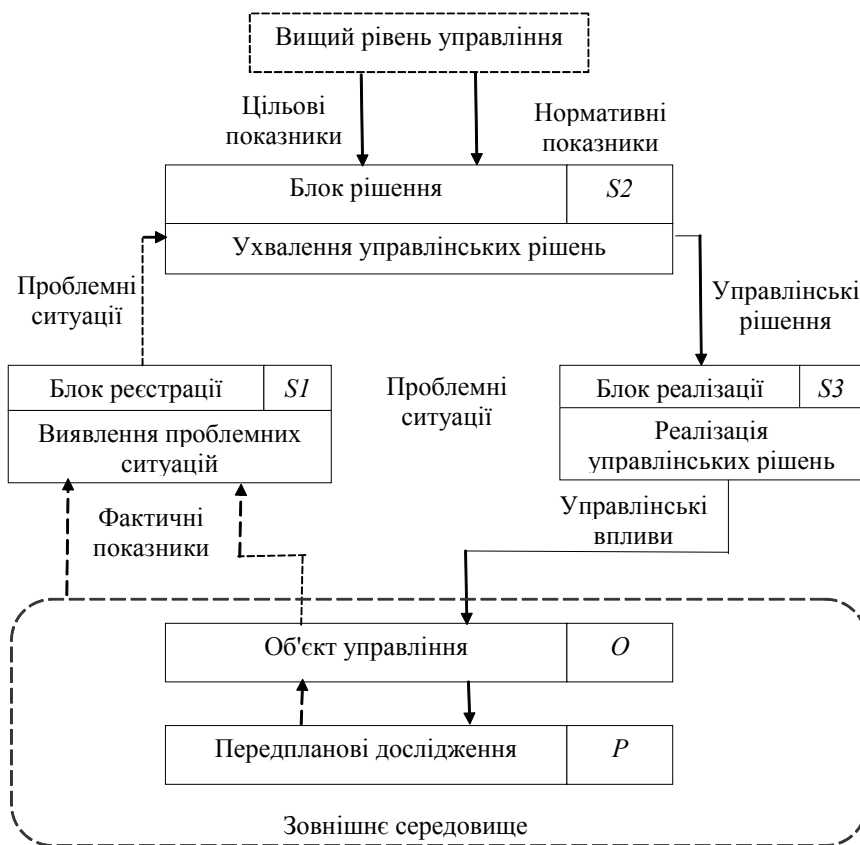 Вищий рівень управління
Цільові
показники
Нормативні
показники
Блок рішення
S2
Ухвалення управлінських рішень
Проблемні
ситуації
Управлінські
рішення
Блок реєстрації
S1
Виявлення проблемних
ситуацій
Проблемні
ситуації
Блок реалізації
S3
Реалізація
управлінських рішень
Фактичні
показники
Управлінські
впливи
Об'єкт управління
O
Передпланові дослідження
P
Зовнішнє середовище